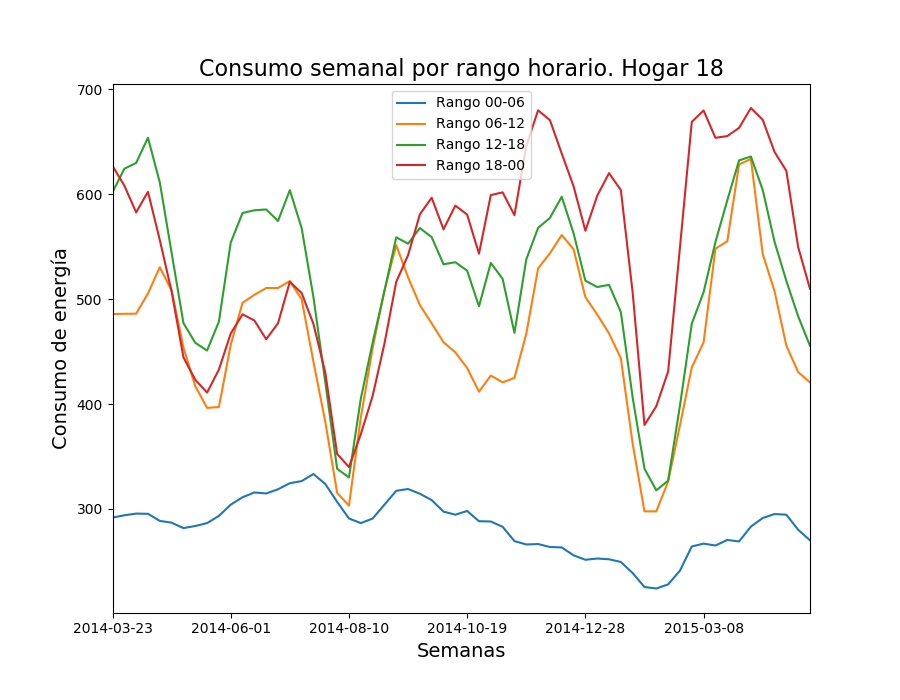 Consumo semanal por rango horario. Hogar 18
Rango 00-06
Rango 06-12
Rango 12-18
Rango 18-00
700
600
500
400
300
Consumo de energía
2014-03-23 2014-06-01 2014-08-10 2014-10-19 2014-12-28 2015-03-08
Semanas